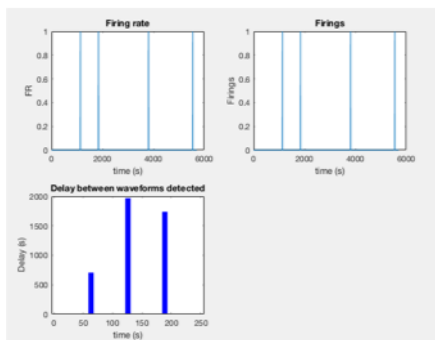 Firing rate
1
0.8
0.6
0.4
0.2
0
FR
0 2000 4000 6000
time (s)
Firings
1
0.8
0.6
0.4
0.2
0
Firings
0 2000 4000 6000
time (s)
Delay between waveforms detected
2000
1500
1000
500
0
Delay (s)
0 50 100 150 200 250
time (s)